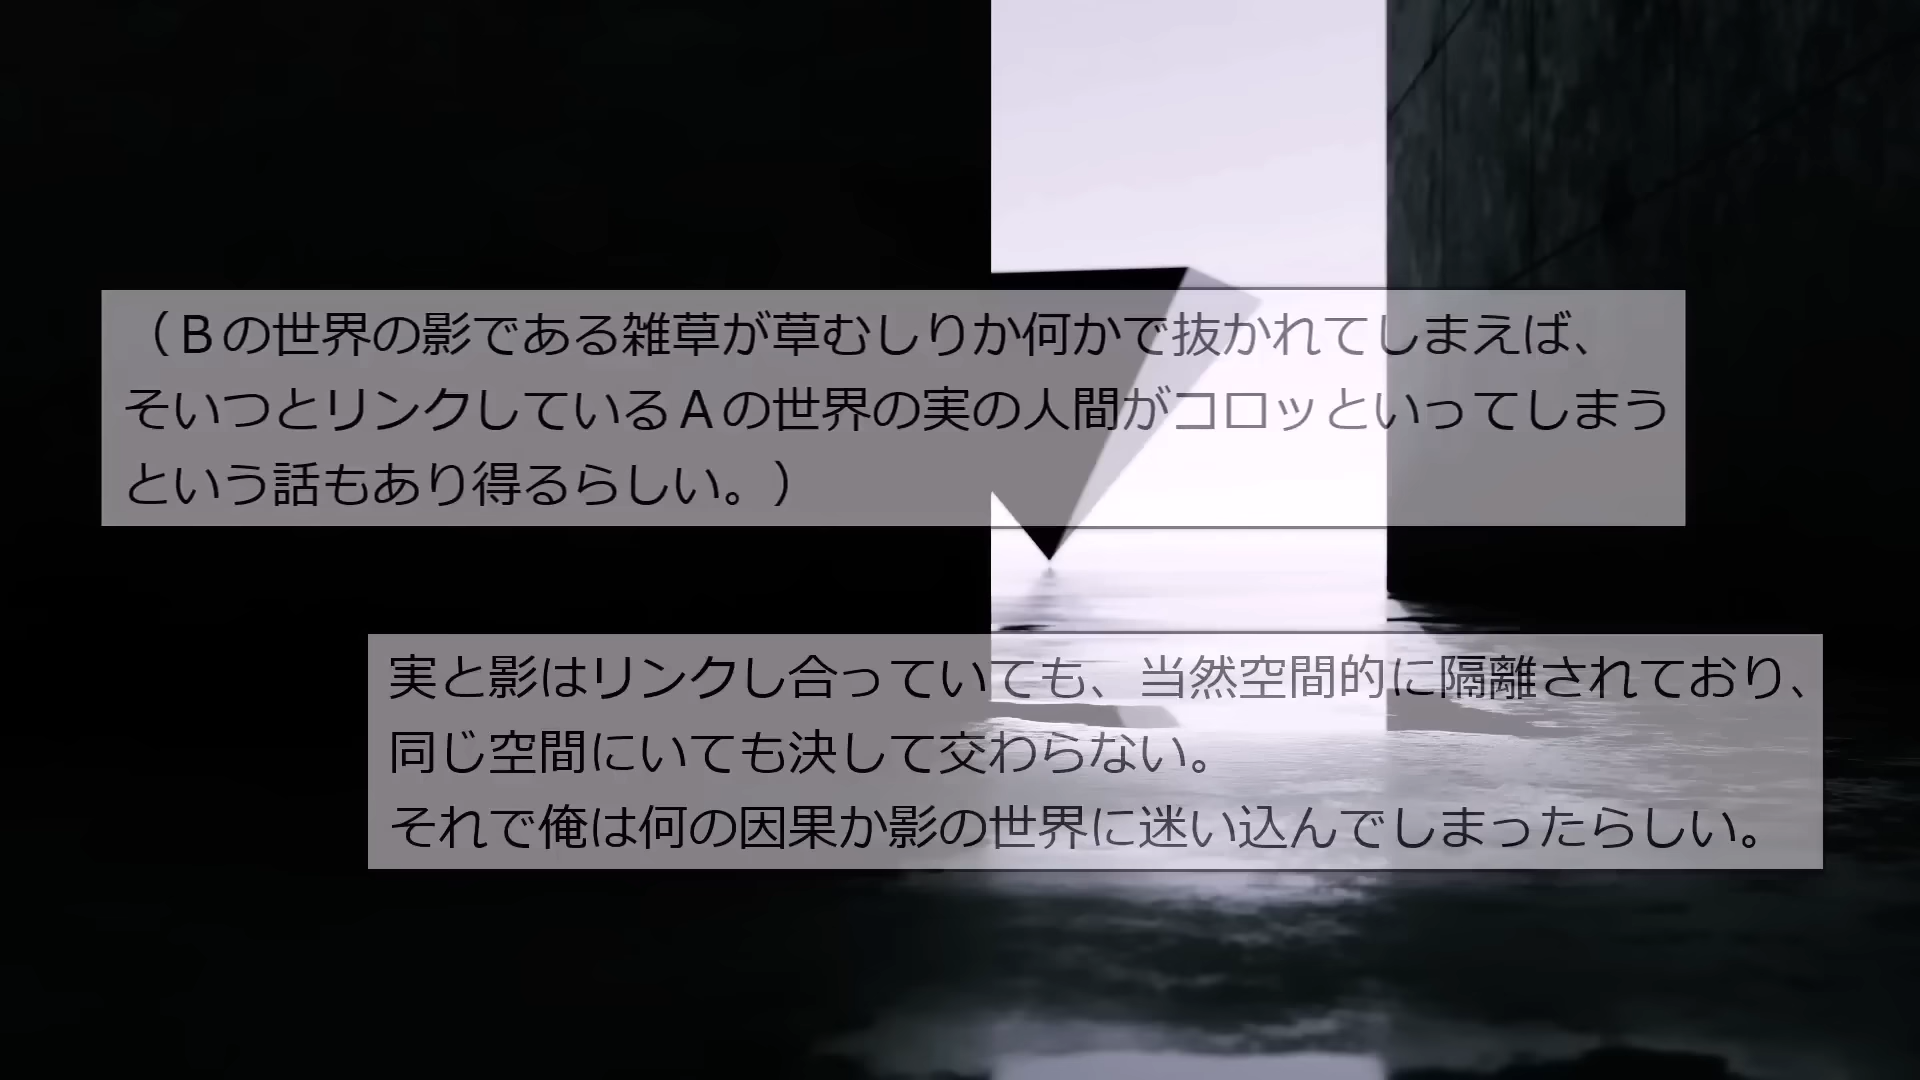 （Ｂの世界の影である雑草が草むしりか何かで抜かれてしまえば、
そいつとリンクしているＡの世界の実の人間がコロッといってしまう
という話もあり得るらしい。）
実と影はリンクし合っていても、当然空間的に隔離されており、
同じ空間にいても決して交わらない。
それで俺は何の因果か影の世界に迷い込んでしまったらしい。